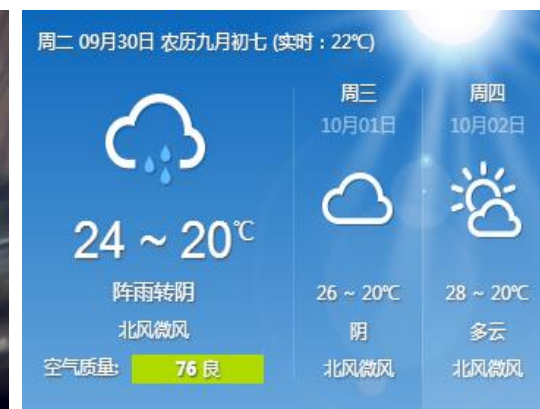 周二 09月30日 农历九月初七 (实时：22℃)
24 ~ 20℃
阵雨转阴
北风微风
空气质量: 76 良
周三
10月01日
26 ~ 20℃
阴
北风微风
周四
10月02日
28 ~ 20℃
多云
北风微风